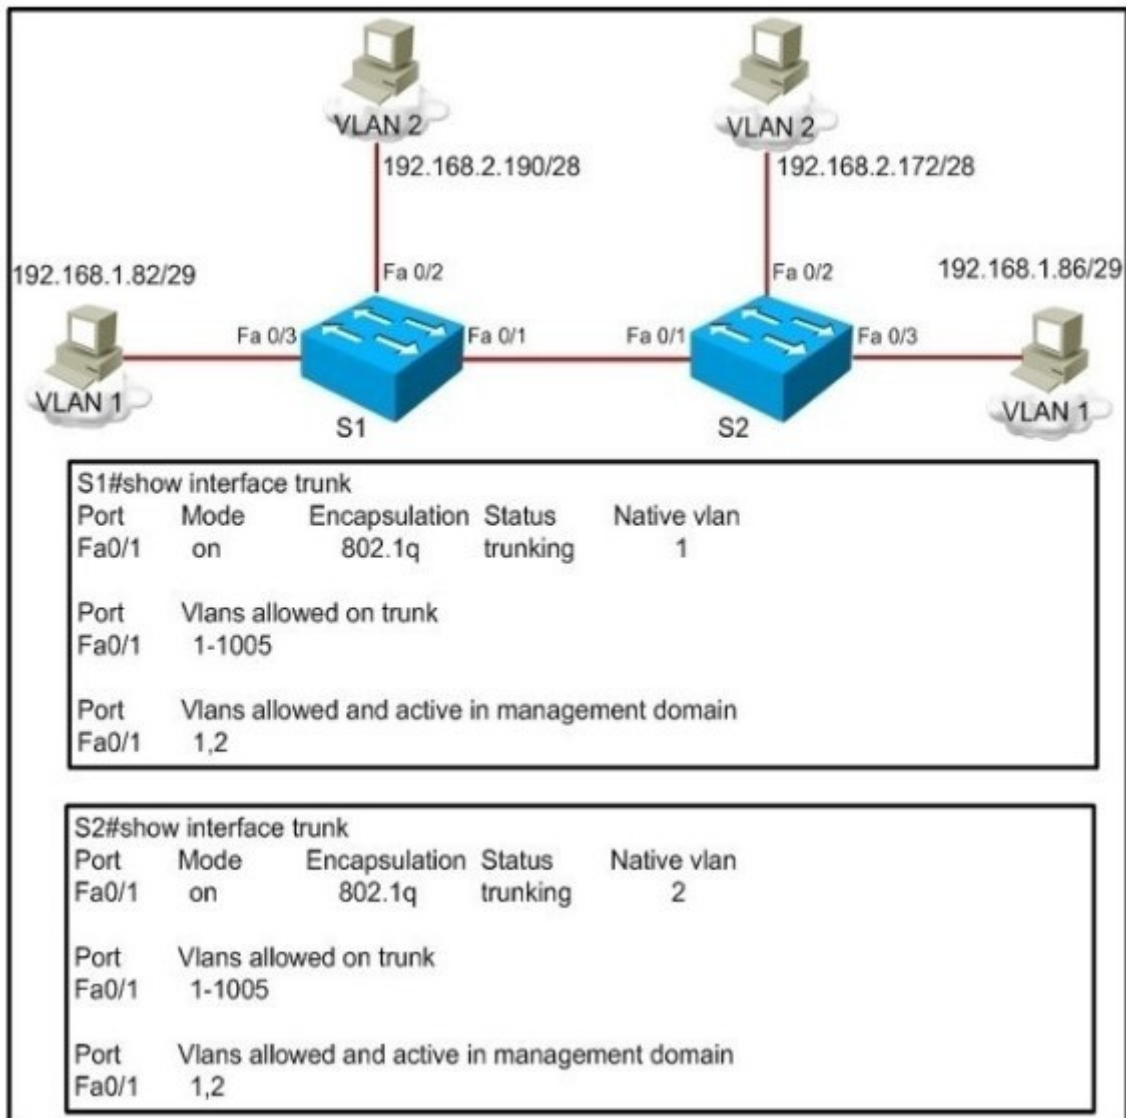 VLAN 2
VLAN 2
192.168.2.190/28
192.168.2.172/28
192.168.1.82/29
Fa 0/2
Fa 0/2
192.168.1.86/29
Fa 0/3
Fa 0/1
Fa 0/1
Fa 0/3
VLAN 1
S1
S2
VLAN 1
S1#show interface trunk
Port Mode Encapsulation Status Native vlan
Fa0/1 on 802.1q trunking 1
Port Vlans allowed on trunk
Fa0/1 1-1005
Port Vlans allowed and active in management domain
Fa0/1 1,2
S2#show interface trunk
Port Mode Encapsulation Status Native vlan
Fa0/1 on 802.1q trunking 2
Port Vlans allowed on trunk
Fa0/1 1-1005
Port Vlans allowed and active in management domain
Fa0/1 1,2